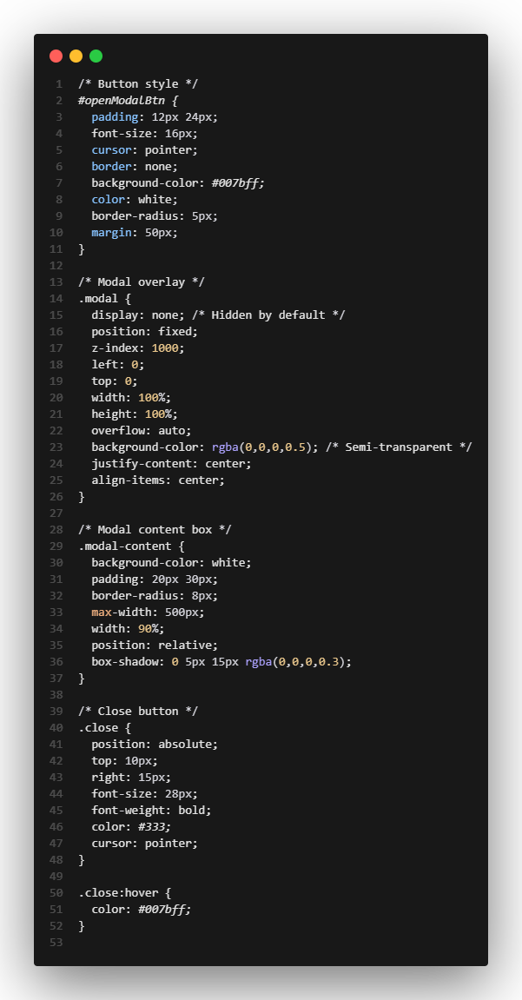 1 /* Button style */
2 #openModalBtn {
3   padding: 12px 24px;
4   font-size: 16px;
5   cursor: pointer;
6   border: none;
7   background-color: #007bff;
8   color: white;
9   border-radius: 5px;
10   margin: 50px;
11 }
12
13 /* Modal overlay */
14 .modal {
15   display: none; /* Hidden by default */
16   position: fixed;
17   z-index: 1000;
18   left: 0;
19   top: 0;
20   width: 100%;
21   height: 100%;
22   overflow: auto;
23   background-color: rgba(0,0,0,0.5); /* Semi-transparent */
24   justify-content: center;
25   align-items: center;
26 }
27
28 /* Modal content box */
29 .modal-content {
30   background-color: white;
31   padding: 20px 30px;
32   border-radius: 8px;
33   max-width: 500px;
34   width: 90%;
35   position: relative;
36   box-shadow: 0 5px 15px rgba(0,0,0,0.3);
37 }
38
39 /* Close button */
40 .close {
41   position: absolute;
42   top: 10px;
43   right: 15px;
44   font-size: 28px;
45   font-weight: bold;
46   color: #333;
47   cursor: pointer;
48 }
49
50 .close:hover {
51   color: #007bff;
52 }
53